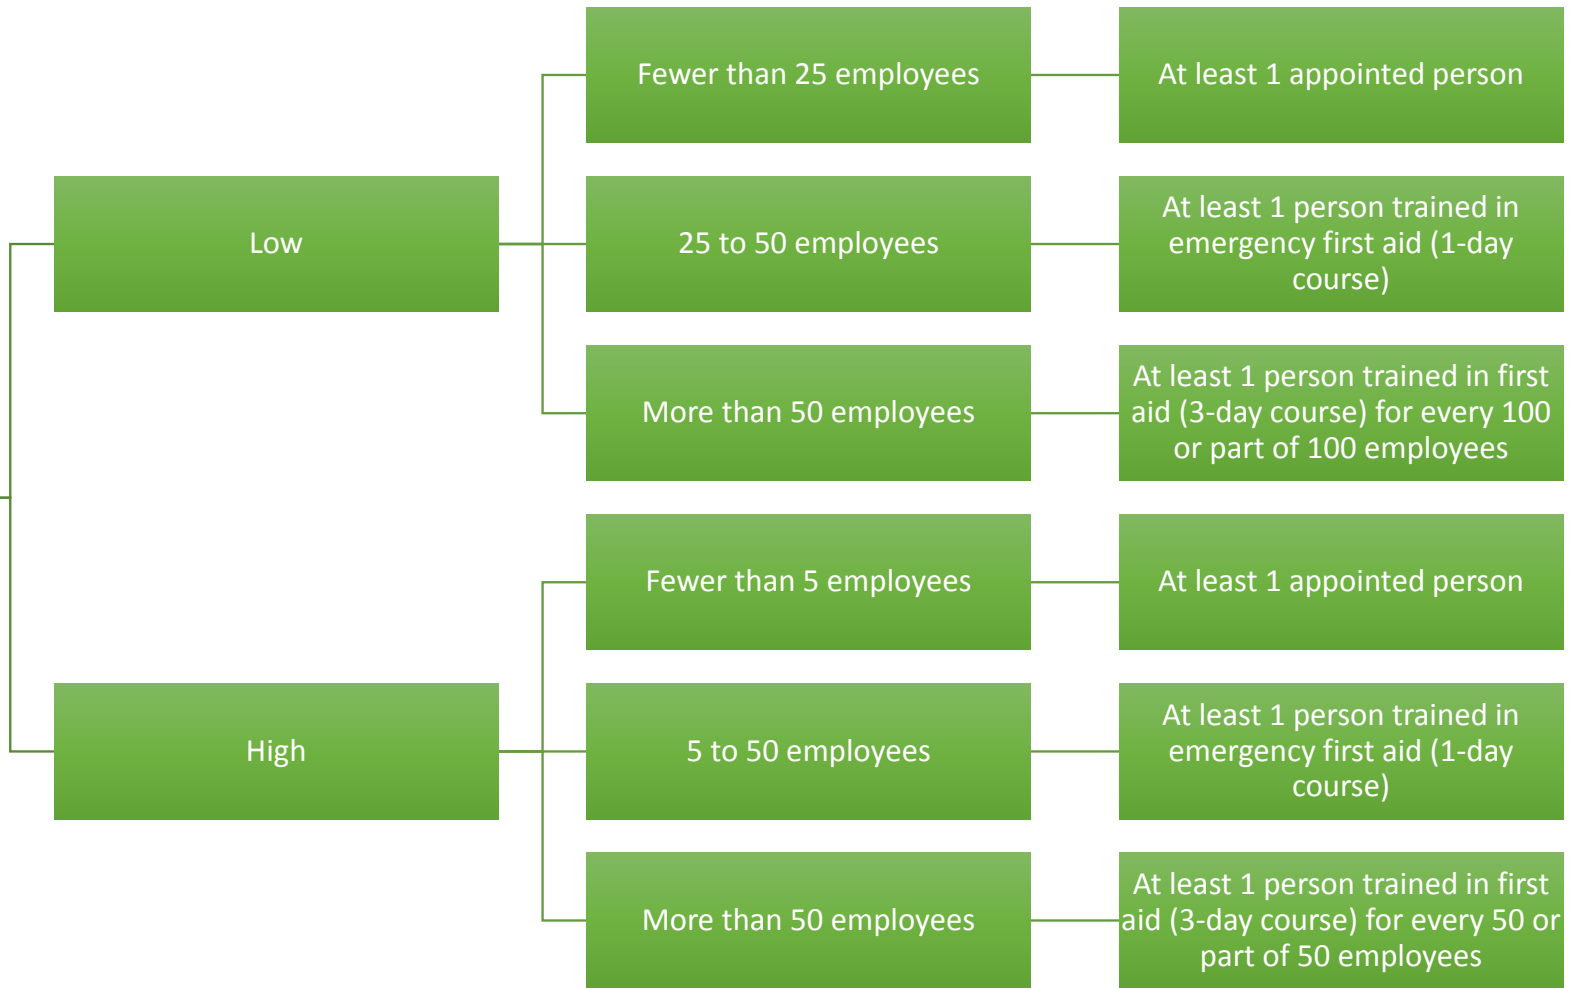 Low
Fewer than 25 employees
At least 1 appointed person
25 to 50 employees
At least 1 person trained in
emergency first aid (1-day
course)
More than 50 employees
At least 1 person trained in first
aid (3-day course) for every 100
or part of 100 employees
High
Fewer than 5 employees
At least 1 appointed person
5 to 50 employees
At least 1 person trained in
emergency first aid (1-day
course)
More than 50 employees
At least 1 person trained in first
aid (3-day course) for every 50 or
part of 50 employees